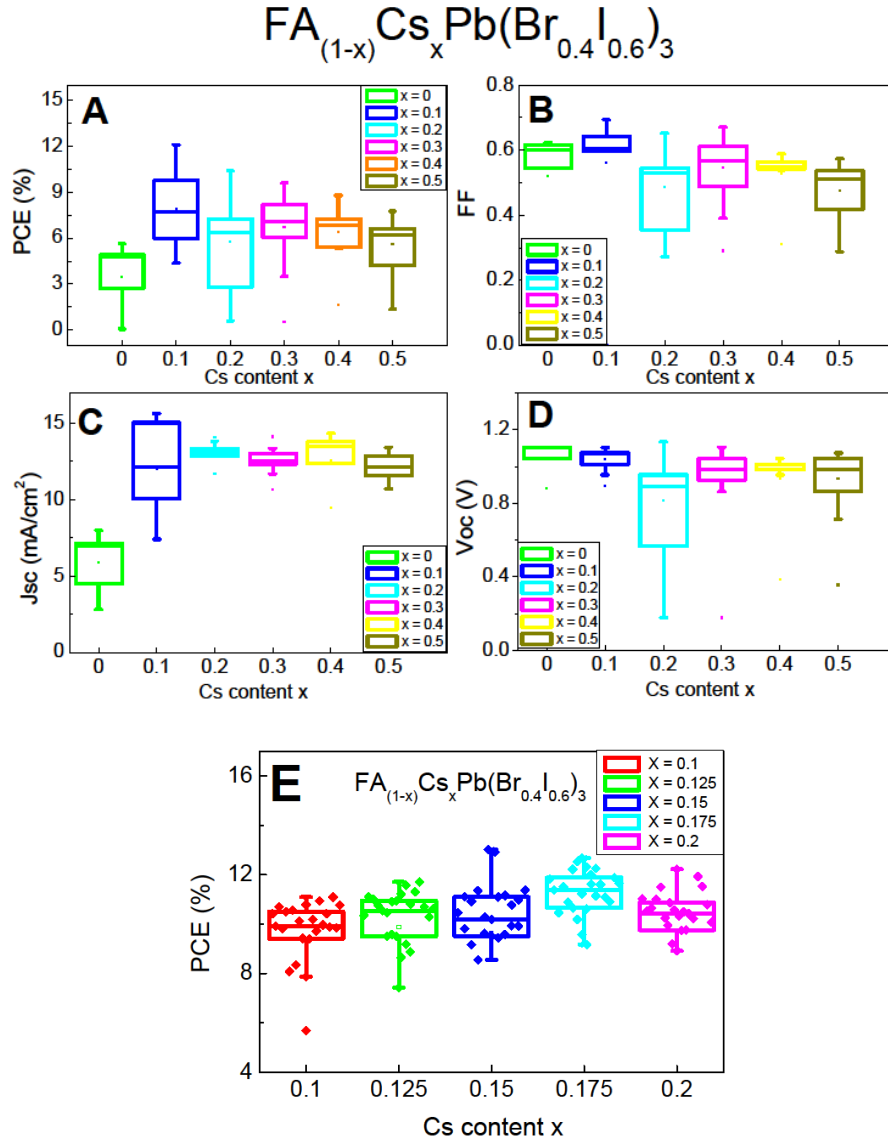 FA(1-x)CsxPb(Br0.4I0.6)3
A
15
12
9
6
3
0
PCE (%)
0 0.1 0.2 0.3 0.4 0.5
Cs content x
x = 0
x = 0.1
x = 0.2
x = 0.3
x = 0.4
x = 0.5
B
0.8
0.6
0.4
0.2
0.0
FF
0 0.1 0.2 0.3 0.4 0.5
Cs content x
x = 0
x = 0.1
x = 0.2
x = 0.3
x = 0.4
x = 0.5
C
15
10
5
0
Jsc (mA/cm²)
0 0.1 0.2 0.3 0.4 0.5
Cs content x
x = 0
x = 0.1
x = 0.2
x = 0.3
x = 0.4
x = 0.5
D
1.2
0.8
0.4
0.0
Voc (V)
0 0.1 0.2 0.3 0.4 0.5
Cs content x
x = 0
x = 0.1
x = 0.2
x = 0.3
x = 0.4
x = 0.5
E
FA(1-x)CsxPb(Br0.4I0.6)3
X = 0.1
X = 0.125
X = 0.15
X = 0.175
X = 0.2
16
12
8
4
PCE (%)
0.1 0.125 0.15 0.175 0.2
Cs content x